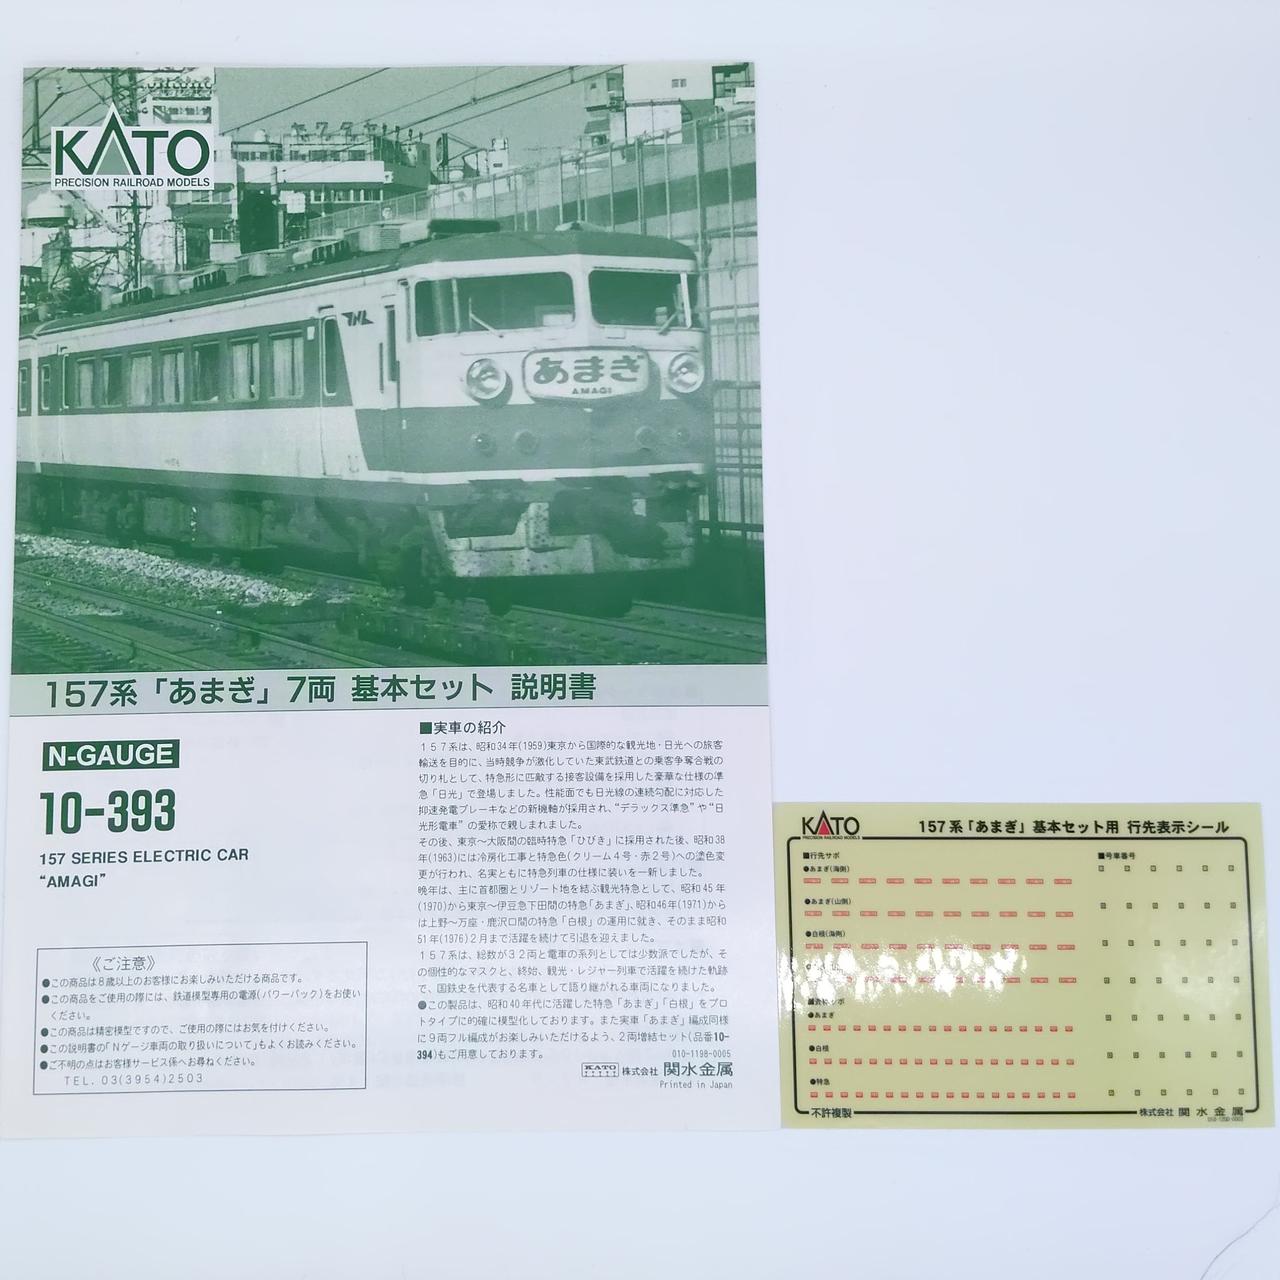 KATO
PRECISION RAILROAD MODELS
あまぎ
AMAGI
157系「あまぎ」7両 基本セット 説明書
N-GAUGE
10-393
157 SERIES ELECTRIC CAR
“AMAGI”
《ご注意》
●この商品は8歳以上のお客様にお楽しみいただける商品です。
●この商品をご使用の際には、鉄道模型専用の電源(パワーパック)をお使い
ください。
●この商品は精密模型ですので、ご使用の際にはお気を付けください。
●この説明書の「Nゲージ車両の取り扱いについて」もよくお読みください。
●ご不明の点はお客様サービス係へお尋ねください。
TEL. 03(3954)2503
■実車の紹介
157系は、昭和34年(1959)東京から国際的な観光地・日光への旅客
輸送を目的に、当時競争が激化していた東武鉄道との乗客争奪合戦の
切り札として、特急形に匹敵する接客設備を採用した豪華な仕様の準
急「日光」で登場しました。性能面でも日光線の連続勾配に対応した
抑速発電ブレーキなどの新機軸が採用され、“デラックス準急”や“日
光形電車”の愛称で親しまれました。
その後、東京～大阪間の臨時特急「ひびき」に採用された後、昭和38
年(1963)には冷房化工事と特急色(クリーム4号・赤2号)への塗色変
更が行われ、名実ともに特急列車の仕様に装いを一新しました。
晩年は、主に首都圏とリゾート地を結ぶ観光特急として、昭和45年
(1970)から東京～伊豆急下田間の特急「あまぎ」、昭和46年(1971)から
は上野～万座・鹿沢口間の特急「白根」の運用に就き、そのまま昭和
51年(1976)2月まで活躍を続けて引退を迎えました。
157系は、総数が32両と電車の系列としては少数派でしたが、そ
の個性的なマスクと、終始、観光・レジャー列車で活躍を続けた軌跡
で、国鉄史を代表する名車として語り継がれる車両になりました。
●この製品は、昭和40年代に活躍した特急「あまぎ」「白根」をプロ
トタイプに的確に模型化しております。また実車「あまぎ」編成同様
に9両フル編成がお楽しみいただけるよう、2両増結セット(品番10-
394)もご用意しております。
010-1198-0005
KATO 株式会社 関水金属
Printed in Japan
KATO
PRECISION RAILROAD MODELS
157系「あまぎ」基本セット用 行先表示シール
■行先サボ
■号車番号
●あまぎ(海側)
●あまぎ(山側)
●白根(海側)
●あまぎ
●白根
●特急
不許複製
株式会社 関水金属